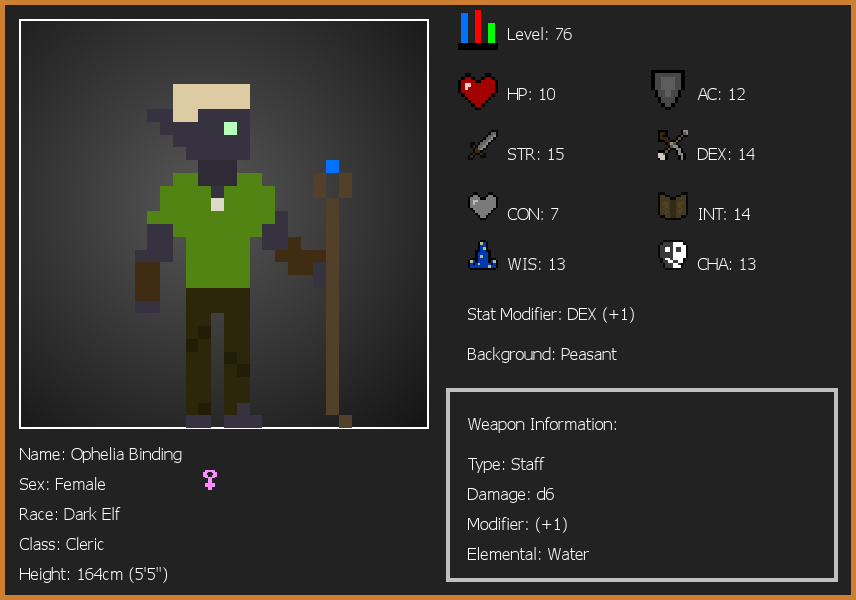 Level: 76
HP: 10
AC: 12
STR: 15
DEX: 14
CON: 7
INT: 14
WIS: 13
CHA: 13
Stat Modifier: DEX (+1)
Background: Peasant
Weapon Information:
Type: Staff
Damage: d6
Modifier: (+1)
Elemental: Water
Name: Ophelia Binding
Sex: Female
Race: Dark Elf
Class: Cleric
Height: 164cm (5'5")